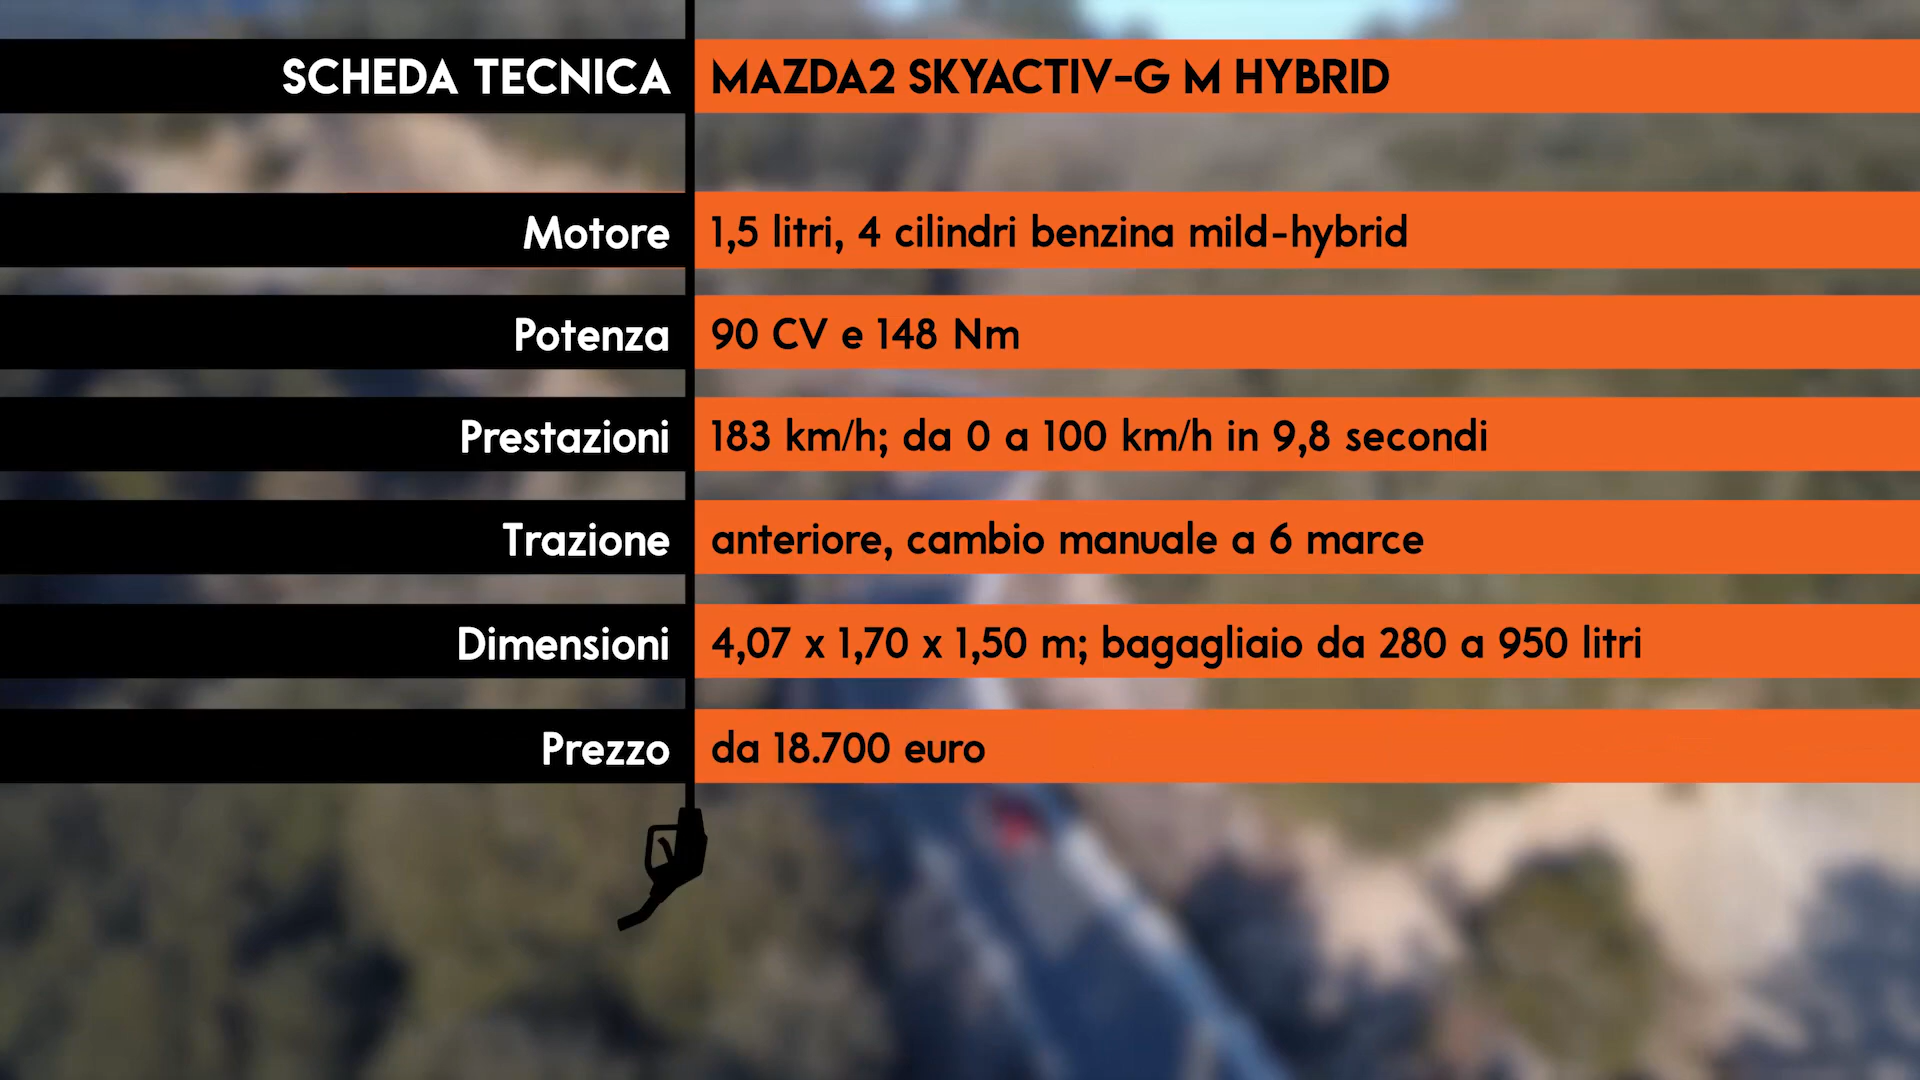 SCHEDA TECNICA MAZDA2 SKYACTIV-G M HYBRID
Motore 1,5 litri, 4 cilindri benzina mild-hybrid
Potenza 90 CV e 148 Nm
Prestazioni 183 km/h; da 0 a 100 km/h in 9,8 secondi
Trazione anteriore, cambio manuale a 6 marce
Dimensioni 4,07 x 1,70 x 1,50 m; bagagliaio da 280 a 950 litri
Prezzo da 18.700 euro